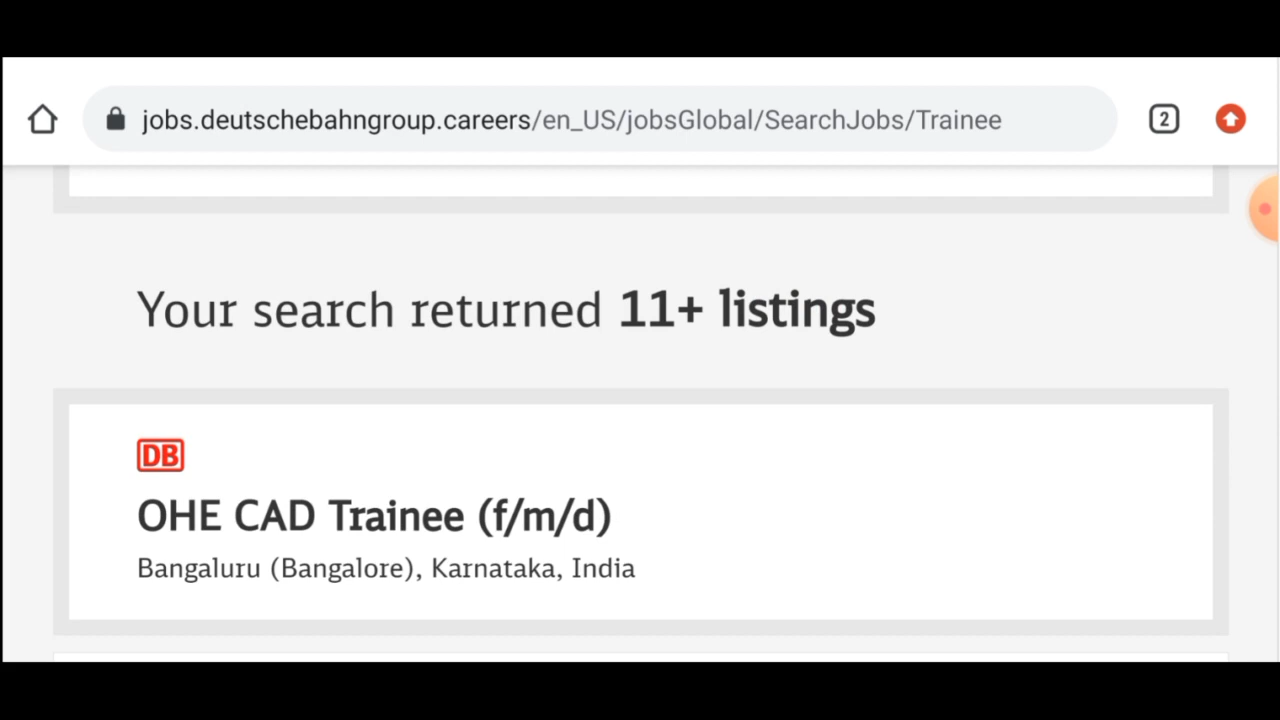 jobs.deutschebahngroup.careers/en_US/jobsGlobal/SearchJobs/Trainee
2
Your search returned 11+ listings
DB
OHE CAD Trainee (f/m/d)
Bangaluru (Bangalore), Karnataka, India